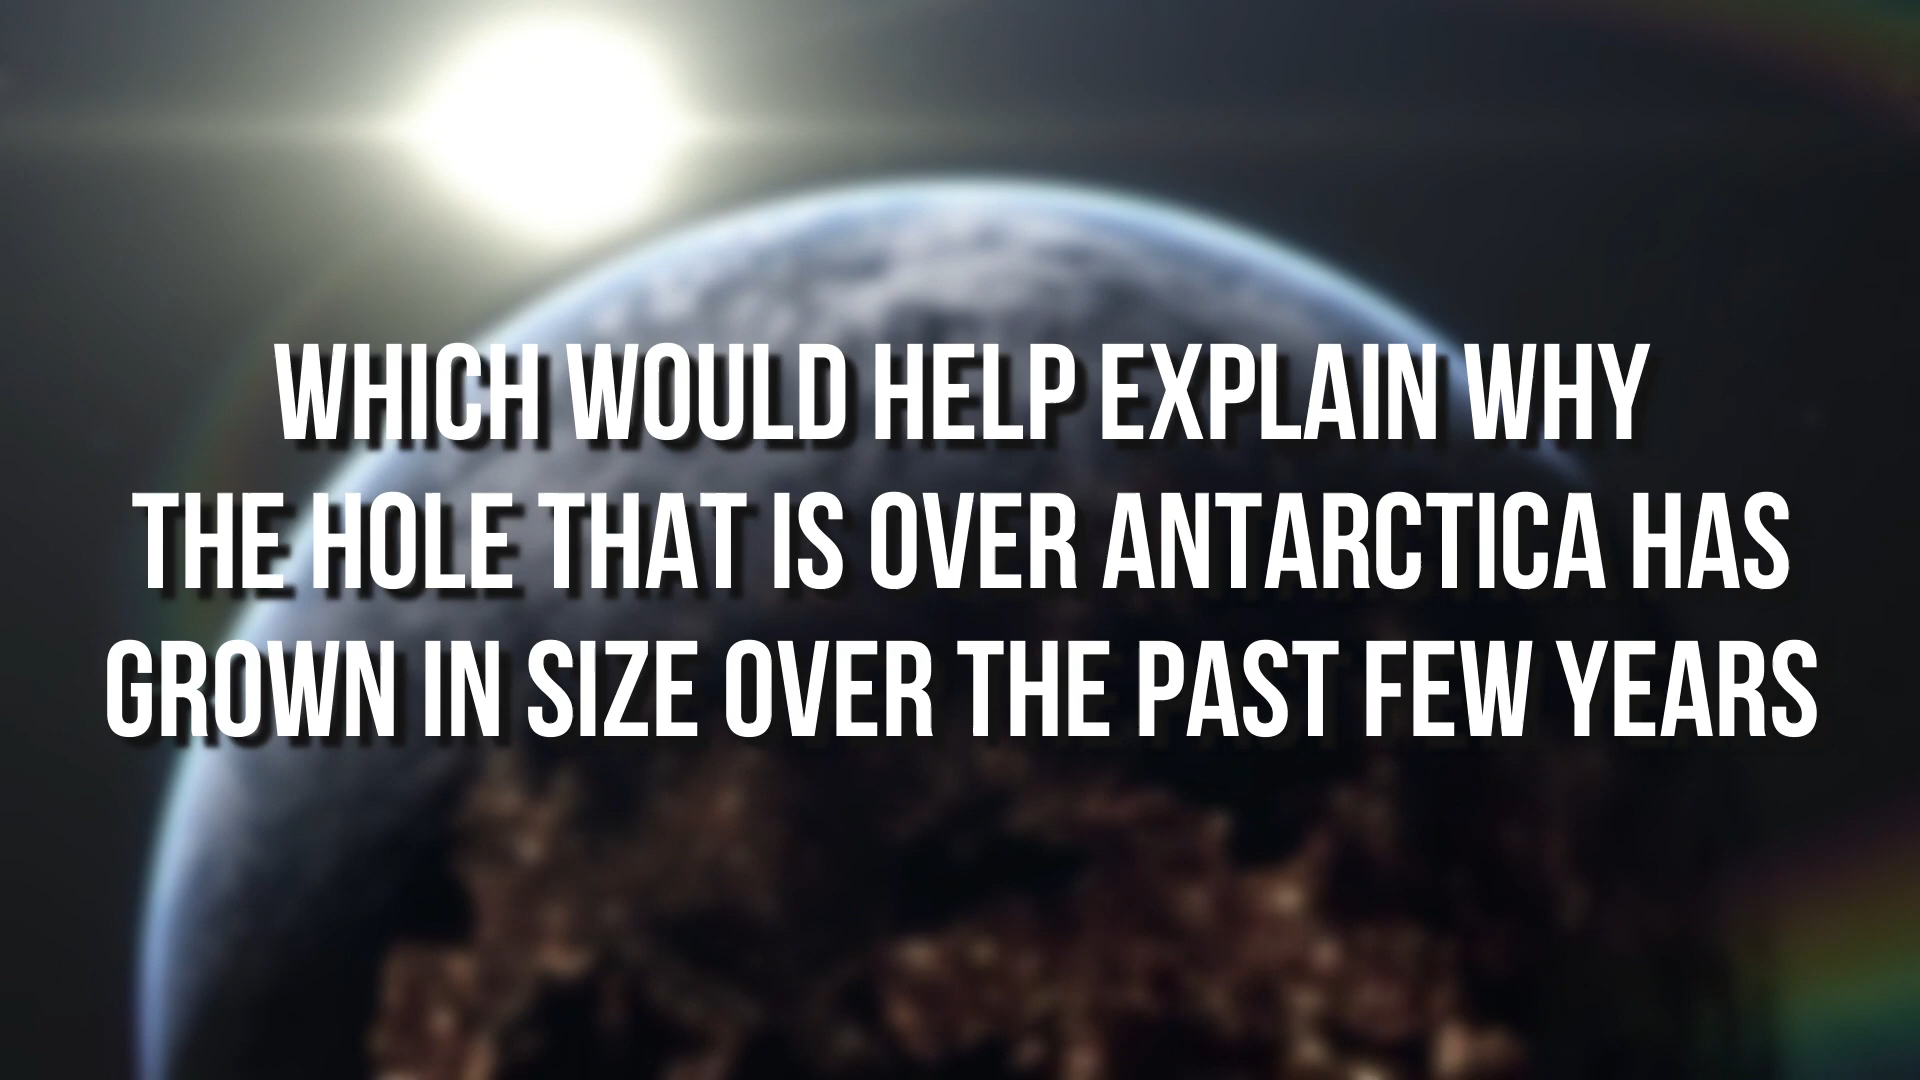 WHICH WOULD HELP EXPLAIN WHY
THE HOLE THAT IS OVER ANTARCTICA HAS
GROWN IN SIZE OVER THE PAST FEW YEARS